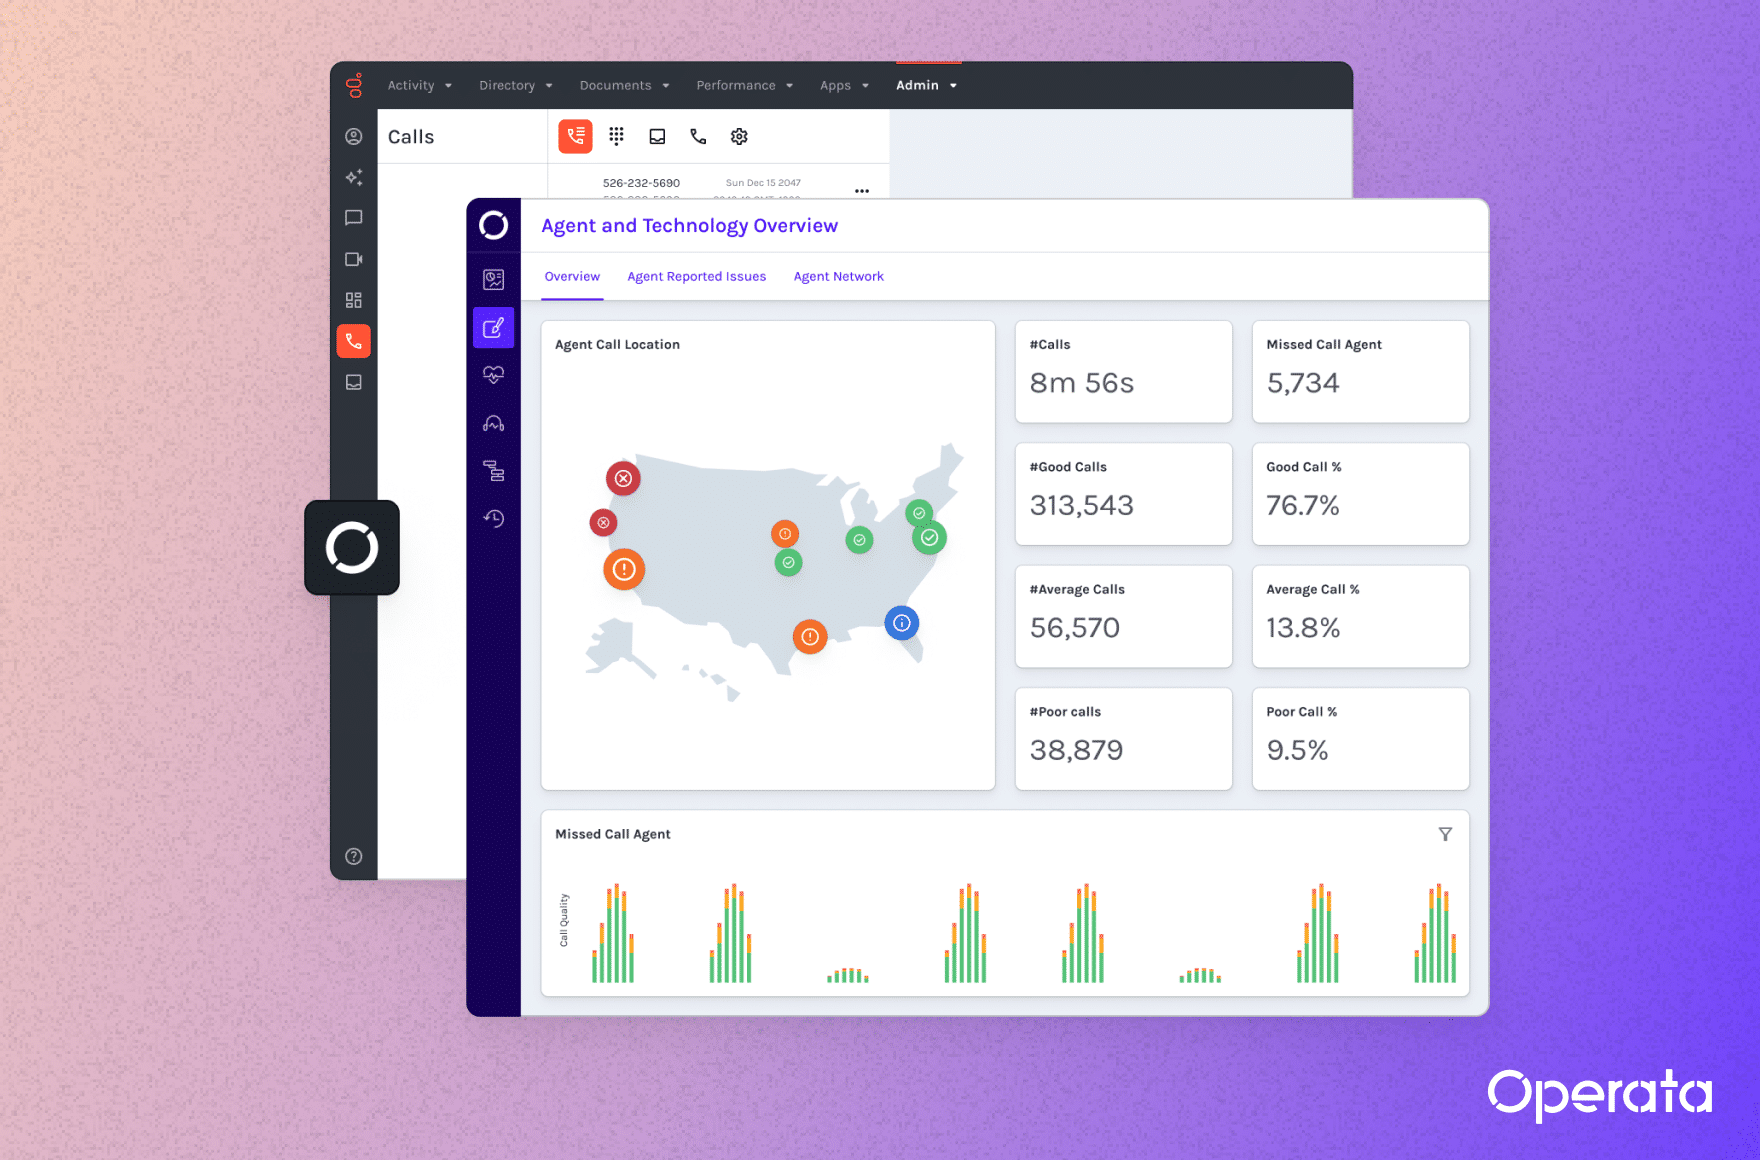 Activity Directory Documents Performance Apps Admin
Calls
526-232-5690 Sun Dec 15 2047
Agent and Technology Overview
Overview Agent Reported Issues Agent Network
Agent Call Location
#Calls
8m 56s
Missed Call Agent
5,734
#Good Calls
313,543
Good Call %
76.7%
#Average Calls
56,570
Average Call %
13.8%
#Poor calls
38,879
Poor Call %
9.5%
Missed Call Agent
Call Quality
Operata